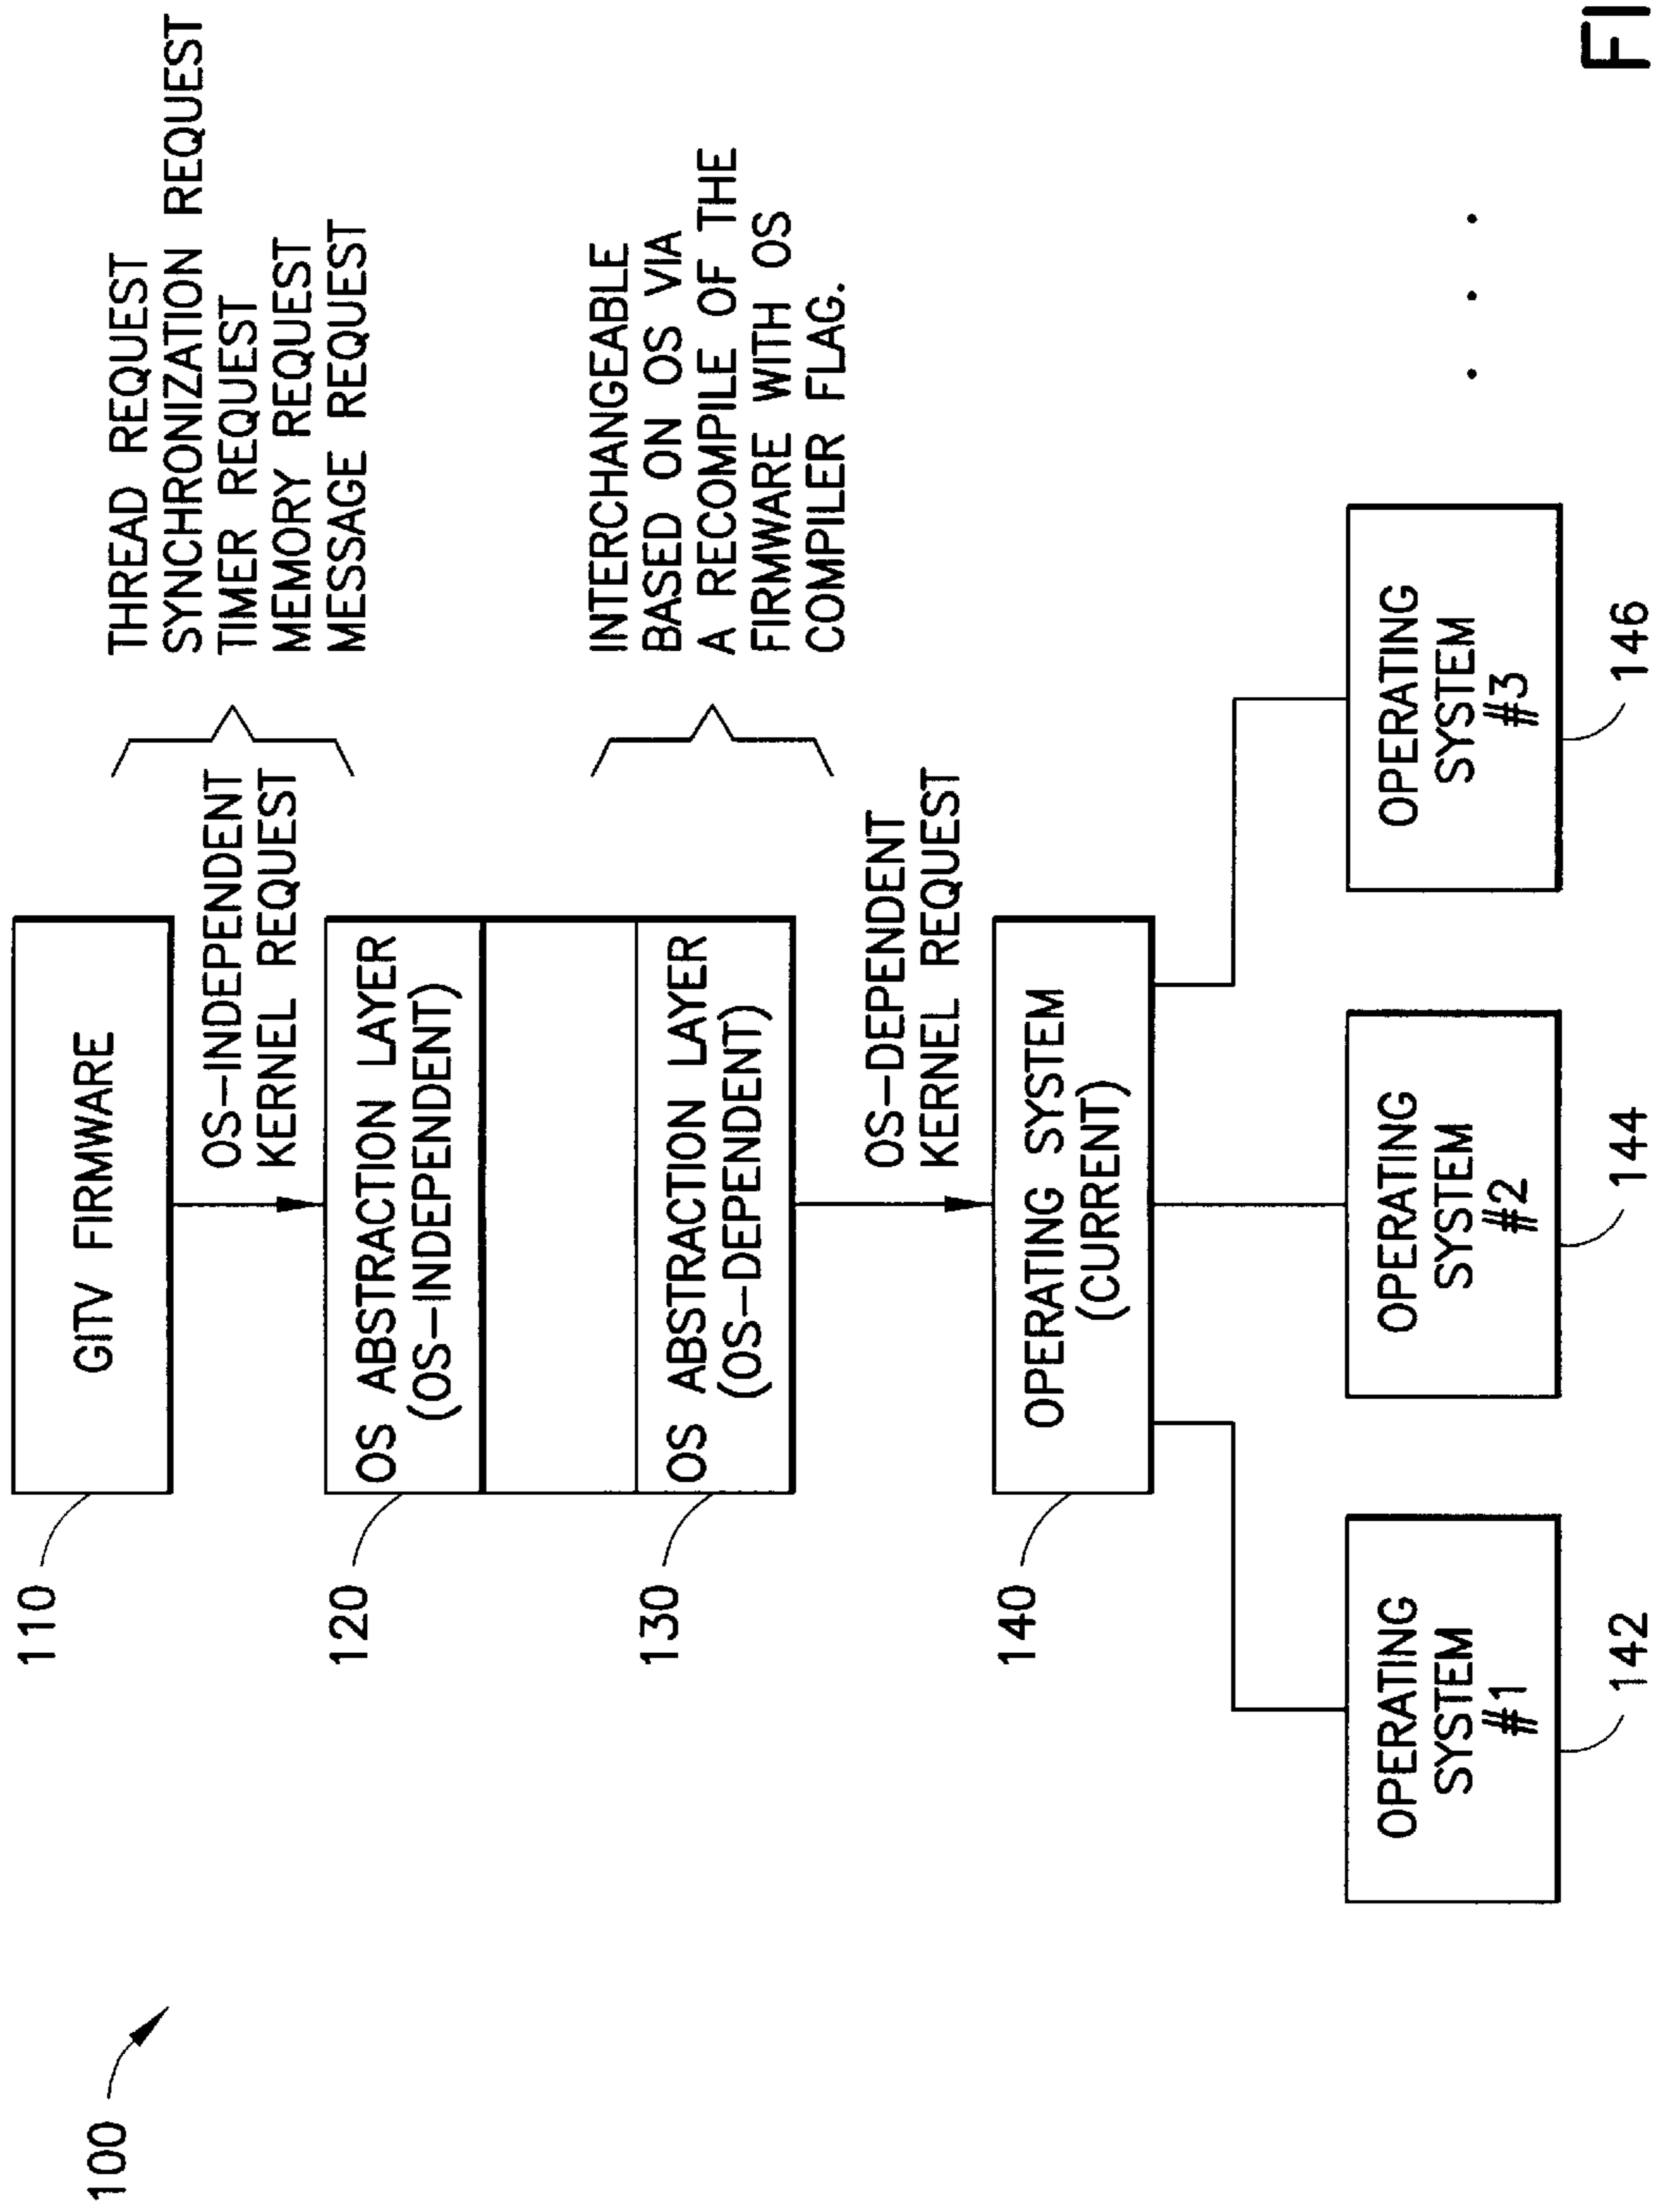 100
110
GITV FIRMWARE
OS-INDEPENDENT
KERNEL REQUEST
THREAD REQUEST
SYNCHRONIZATION REQUEST
TIMER REQUEST
MEMORY REQUEST
MESSAGE REQUEST
120
OS ABSTRACTION LAYER
(OS-INDEPENDENT)
130
OS ABSTRACTION LAYER
(OS-DEPENDENT)
INTERCHANGEABLE
BASED ON OS VIA
A RECOMPILE OF THE
FIRMWARE WITH OS
COMPILER FLAG.
OS-DEPENDENT
KERNEL REQUEST
140
OPERATING SYSTEM
(CURRENT)
OPERATING
SYSTEM
#1
142
OPERATING
SYSTEM
#2
144
OPERATING
SYSTEM
#3
146
. . .
FI